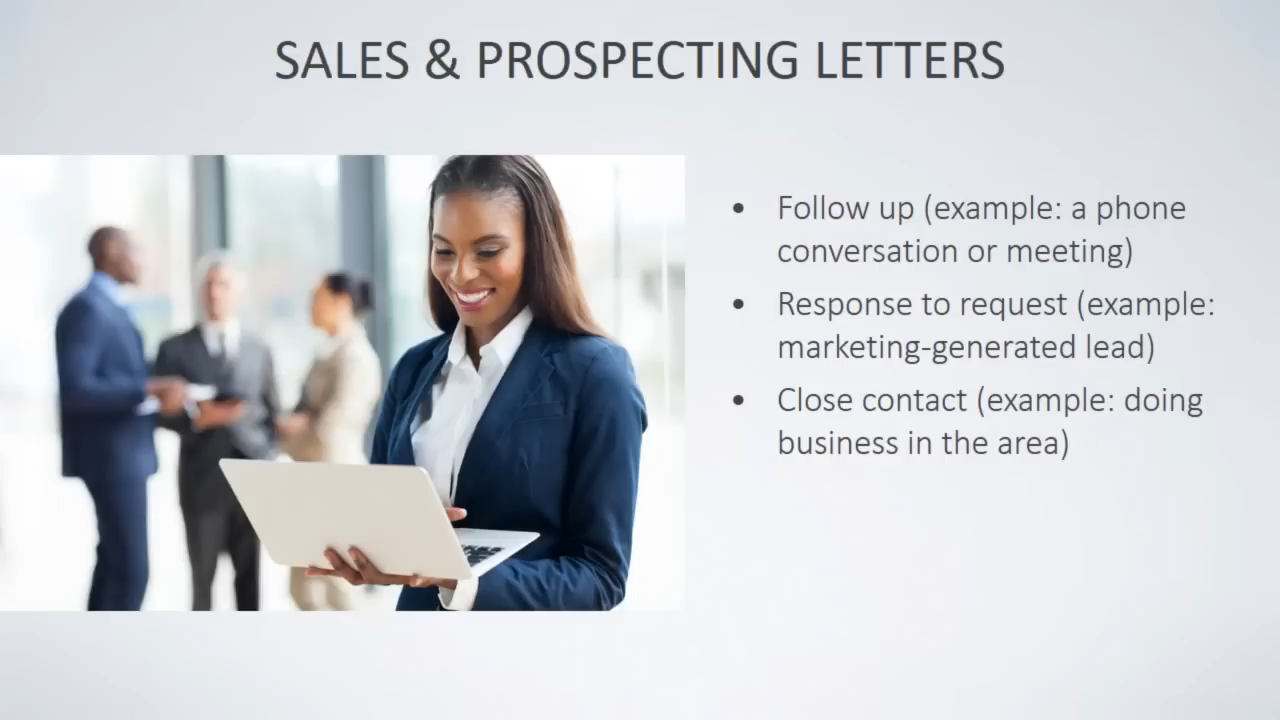 SALES & PROSPECTING LETTERS
• Follow up (example: a phone
conversation or meeting)
• Response to request (example:
marketing-generated lead)
• Close contact (example: doing
business in the area)